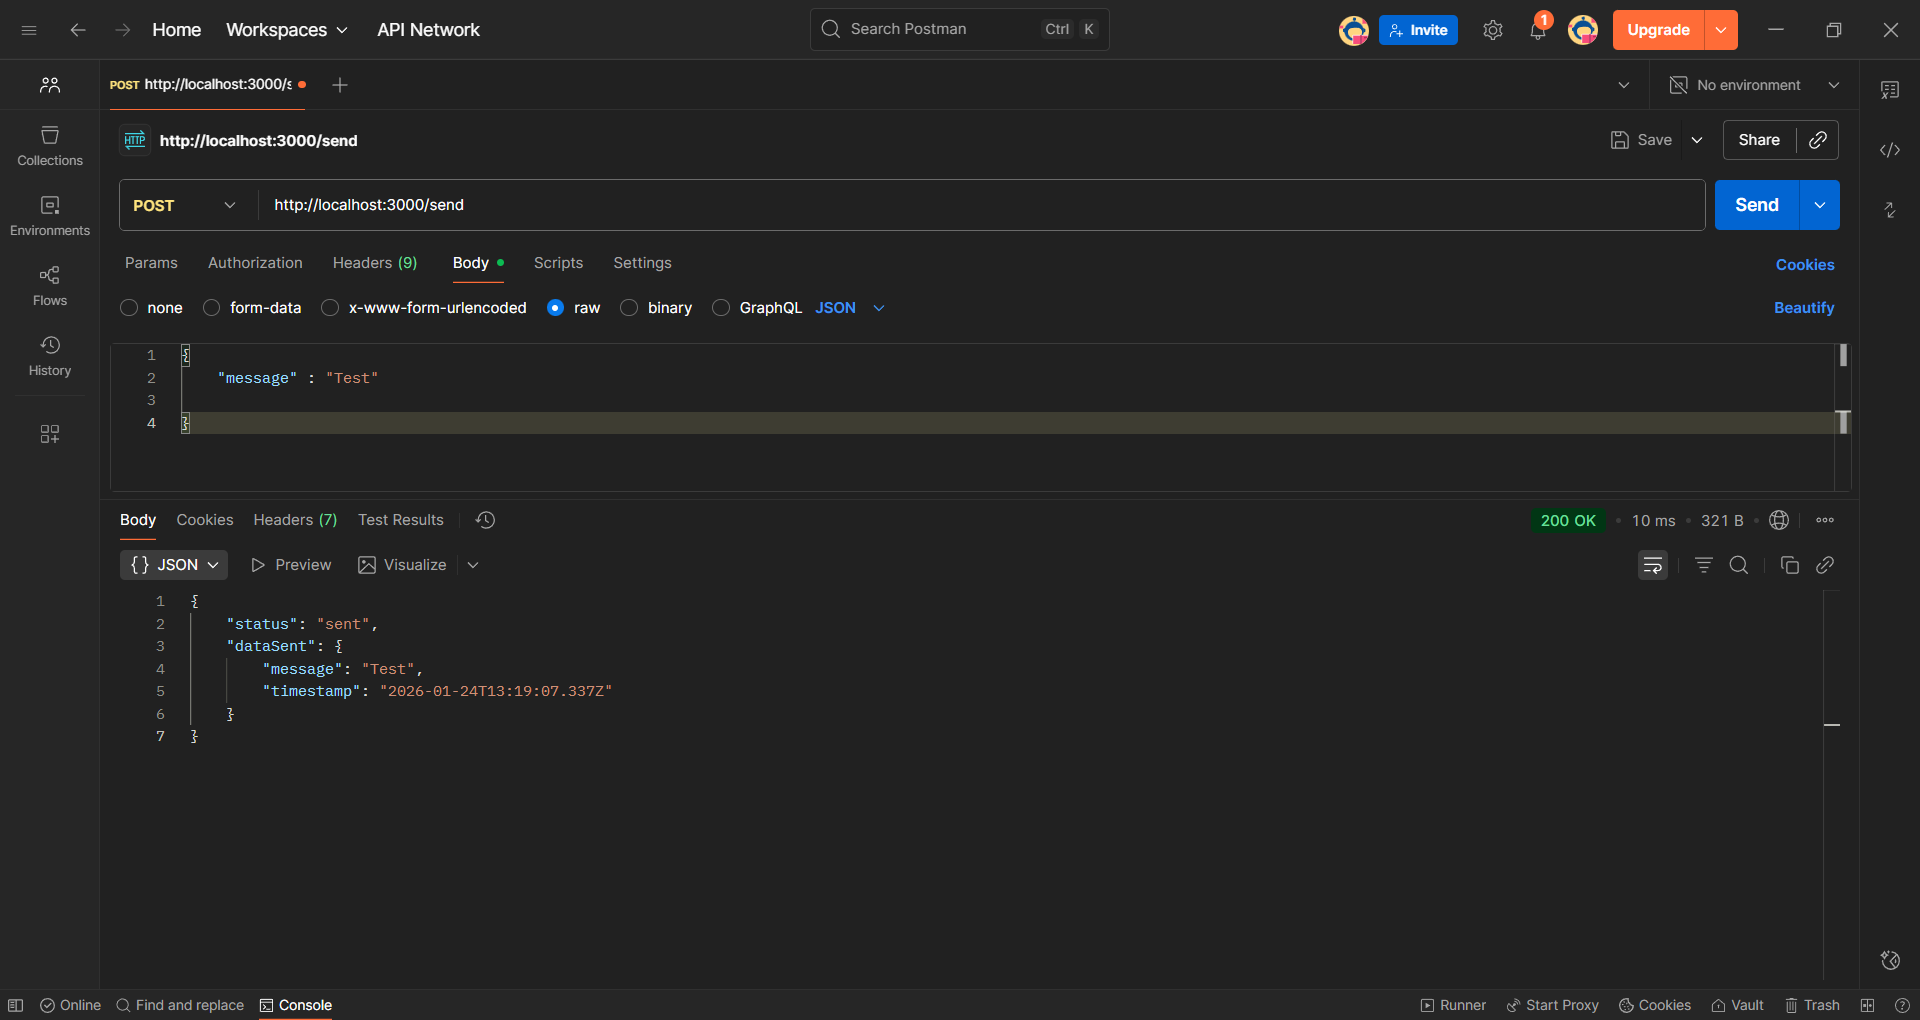 Home Workspaces API Network Search Postman Ctrl K Invite 1 Upgrade
POST http://localhost:3000/s No environment
HTTP http://localhost:3000/send Save Share
POST http://localhost:3000/send Send
Collections
Environments
Flows
History
Params Authorization Headers (9) Body Scripts Settings Cookies
none form-data x-www-form-urlencoded raw binary GraphQL JSON Beautify
1 {
2 "message" : "Test"
3
4 }
Body Cookies Headers (7) Test Results 200 OK • 10 ms • 321 B •
{} JSON Preview Visualize
1 {
2 "status": "sent",
3 "dataSent": {
4 "message": "Test",
5 "timestamp": "2026-01-24T13:19:07.337Z"
6 }
7 }
Online Find and replace Console Runner Start Proxy Cookies Vault Trash